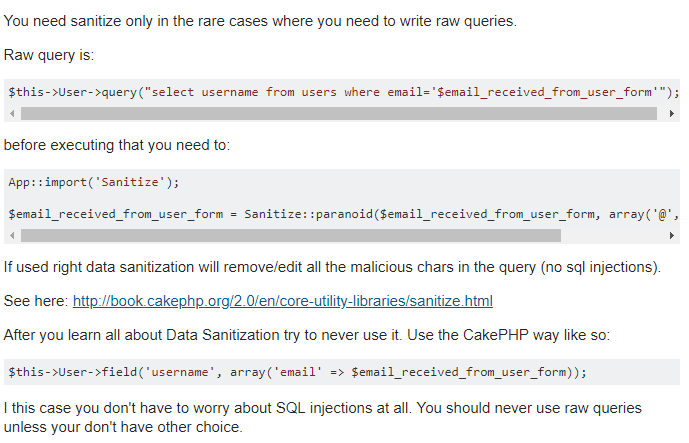 You need sanitize only in the rare cases where you need to write raw queries.
Raw query is:
$this->User->query("select username from users where email='$email_received_from_user_form'");
before executing that you need to:
App::import('Sanitize');
$email_received_from_user_form = Sanitize::paranoid($email_received_from_user_form, array('@',
If used right data sanitization will remove/edit all the malicious chars in the query (no sql injections).
See here: http://book.cakephp.org/2.0/en/core-utility-libraries/sanitize.html
After you learn all about Data Sanitization try to never use it. Use the CakePHP way like so:
$this->User->field('username', array('email' => $email_received_from_user_form));
I this case you don't have to worry about SQL injections at all. You should never use raw queries
unless your don't have other choice.